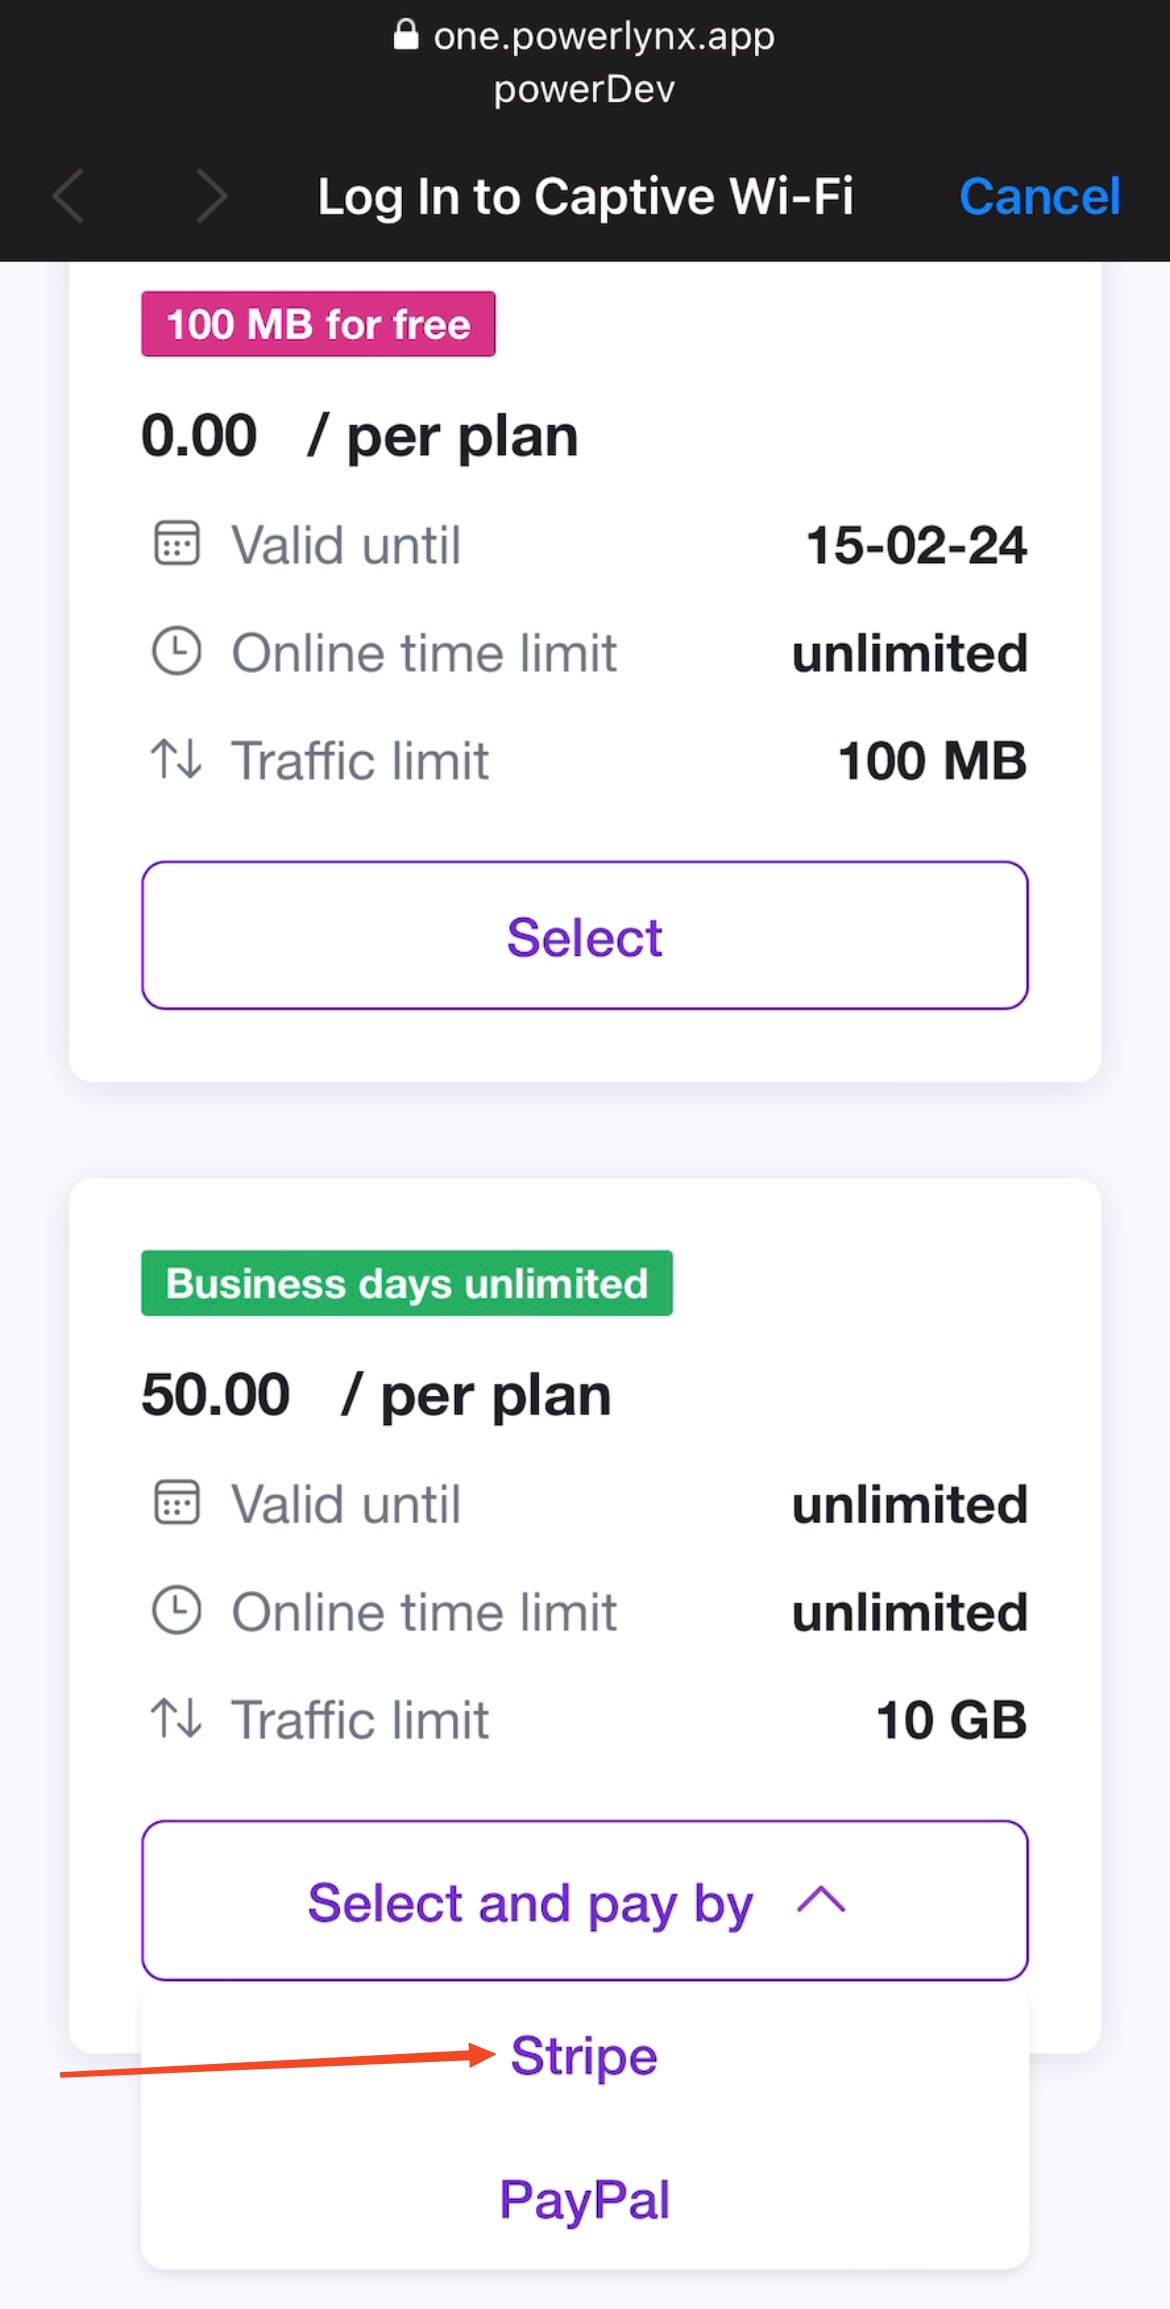 one.powerlynx.app
powerDev
Log In to Captive Wi-Fi Cancel
100 MB for free
0.00 / per plan
Valid until 15-02-24
Online time limit unlimited
Traffic limit 100 MB
Select
Business days unlimited
50.00 / per plan
Valid until unlimited
Online time limit unlimited
Traffic limit 10 GB
Select and pay by
Stripe
PayPal